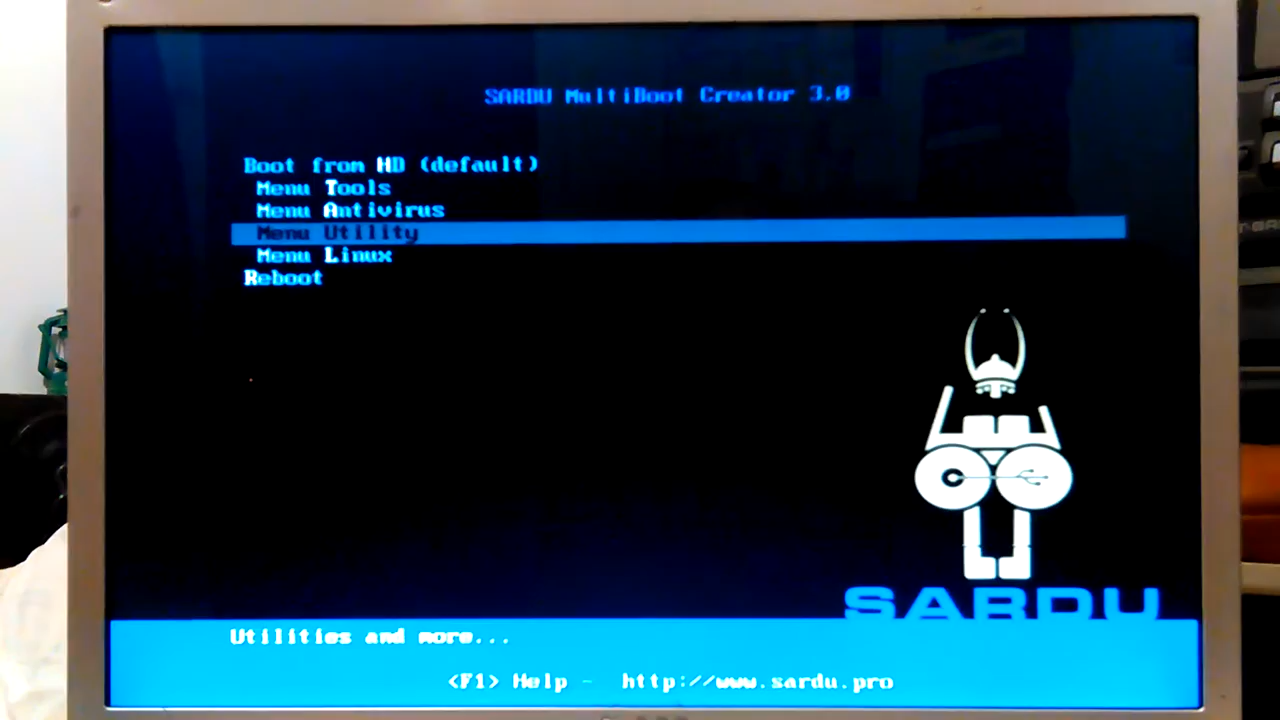 SARDU MultiBoot Creator 3.0
Boot from HD (default)
Menu Tools
Menu Antivirus
Menu Utility
Menu Linux
Reboot
SARDU
Utilities and more...
<F1> Help - http://www.sardu.pro